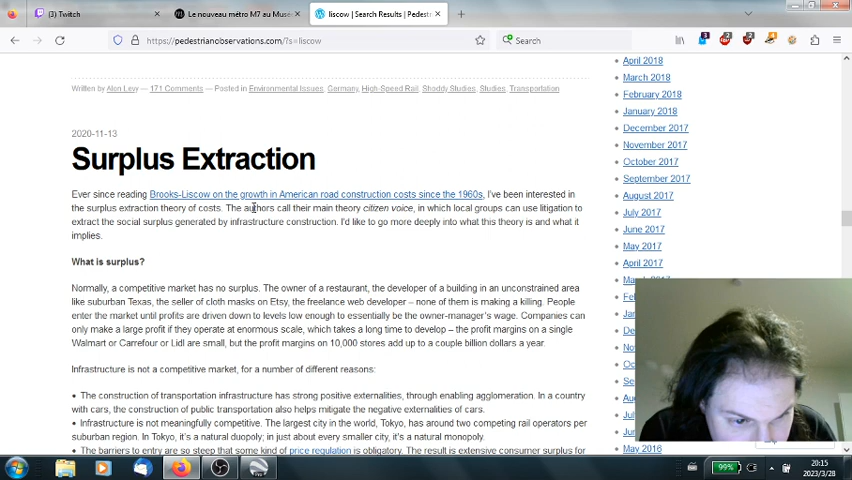 (3) Twitch
Le nouveau métro M7 au Musé
liscow | Search Results | Pedestri
https://pedestrianobservations.com/?s=liscow
Search
Written by Alon Levy — 171 Comments — Posted in Environmental Issues, Germany, High-Speed Rail, Shoddy Studies, Studies, Transportation
2020-11-13
Surplus Extraction
Ever since reading Brooks-Liscow on the growth in American road construction costs since the 1960s, I've been interested in
the surplus extraction theory of costs. The authors call their main theory citizen voice, in which local groups can use litigation to
extract the social surplus generated by infrastructure construction. I'd like to go more deeply into what this theory is and what it
implies.
What is surplus?
Normally, a competitive market has no surplus. The owner of a restaurant, the developer of a building in an unconstrained area
like suburban Texas, the seller of cloth masks on Etsy, the freelance web developer – none of them is making a killing. People
enter the market until profits are driven down to levels low enough to essentially be the owner-manager's wage. Companies can
only make a large profit if they operate at enormous scale, which takes a long time to develop – the profit margins on a single
Walmart or Carrefour or Lidl are small, but the profit margins on 10,000 stores add up to a couple billion dollars a year.
Infrastructure is not a competitive market, for a number of different reasons:
• The construction of transportation infrastructure has strong positive externalities, through enabling agglomeration. In a country
with cars, the construction of public transportation also helps mitigate the negative externalities of cars.
• Infrastructure is not meaningfully competitive. The largest city in the world, Tokyo, has around two competing rail operators per
suburban region. In Tokyo, it's a natural duopoly; in just about every smaller city, it's a natural monopoly.
• The barriers to entry are so steep that some kind of price regulation is obligatory. The result is extensive consumer surplus for
• April 2018
• March 2018
• February 2018
• January 2018
• December 2017
• November 2017
• October 2017
• September 2017
• August 2017
• July 2017
• June 2017
• May 2017
• April 2017
• Mar
• Fe
• Ja
• De
• No
• Oc
• Se
• Au
• Ju
• Ju
• May 2016
99%
20:15
2023/3/28